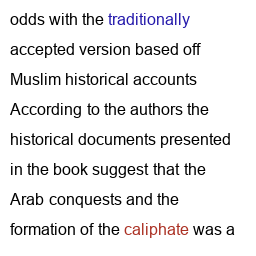 odds with the traditionally
accepted version based off
Muslim historical accounts
According to the authors the
historical documents presented
in the book suggest that the
Arab conquests and the
formation of the caliphate was a